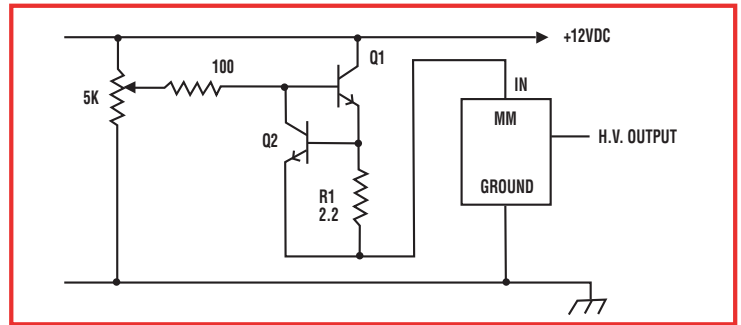 +12VDC
100
Q1
5K
IN
MM
Q2
H.V. OUTPUT
GROUND
R1
2.2